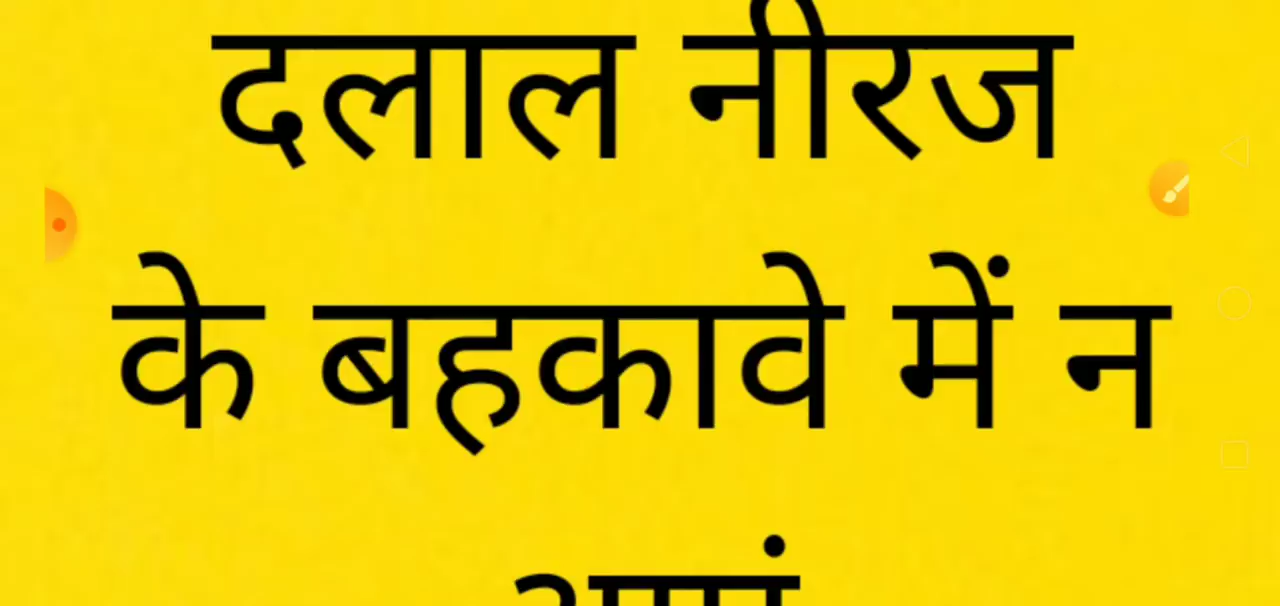 दलाल नीरज
के बहकावे में न